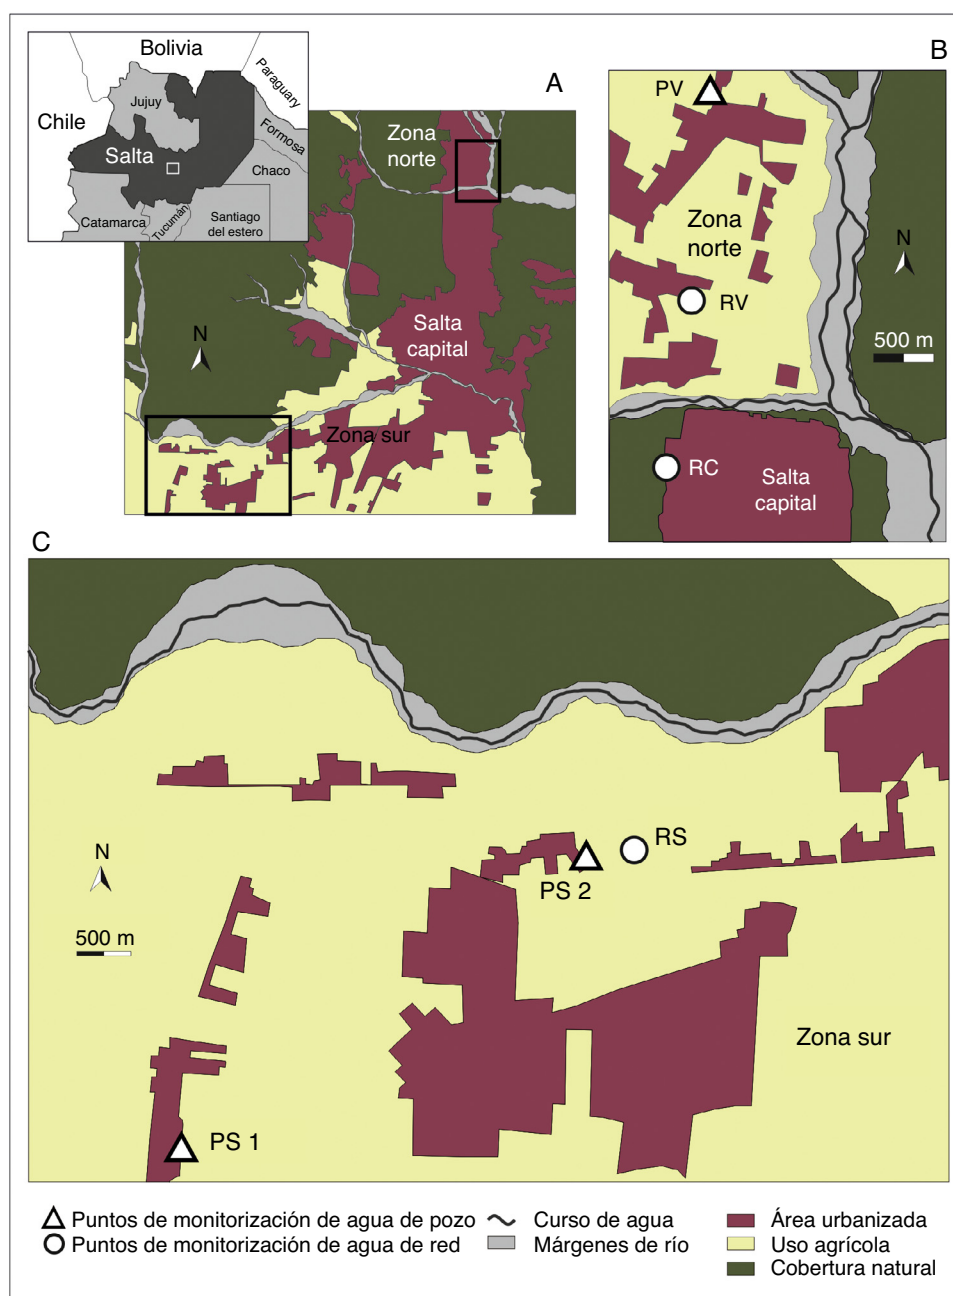 Bolivia
Paraguary
Jujuy
Chile
Formosa
Salta
Chaco
Catamarca
Tucumán
Santiago
del estero
A
Zona
norte
N
Salta
capital
Zona sur
B
PV
Zona
norte
N
RV
500 m
RC
Salta
capital
C
N
500 m
RS
PS 2
Zona sur
PS 1
Puntos de monitorización de agua de pozo
Curso de agua
Área urbanizada
Puntos de monitorización de agua de red
Márgenes de río
Uso agrícola
Cobertura natural